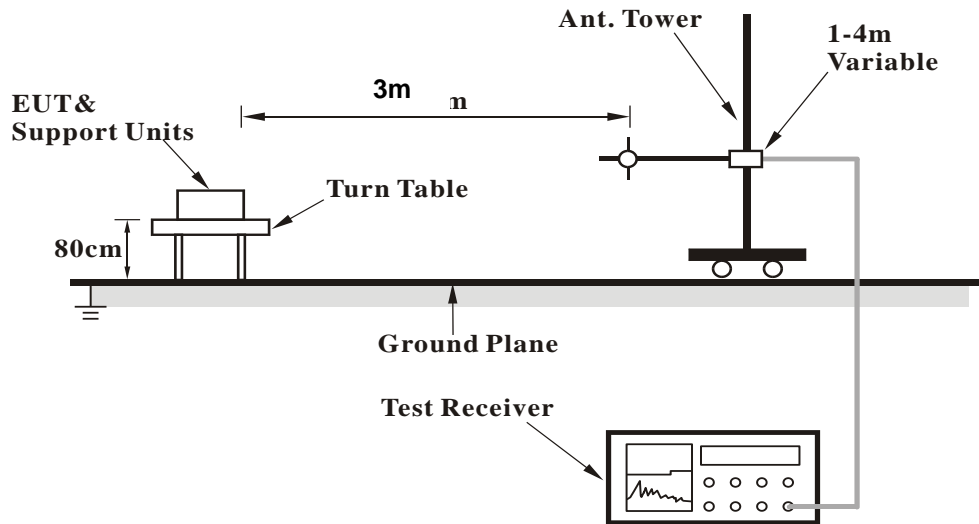 Ant. Tower
1-4m
Variable
3m
EUT&
Support Units
Turn Table
80cm
Ground Plane
Test Receiver